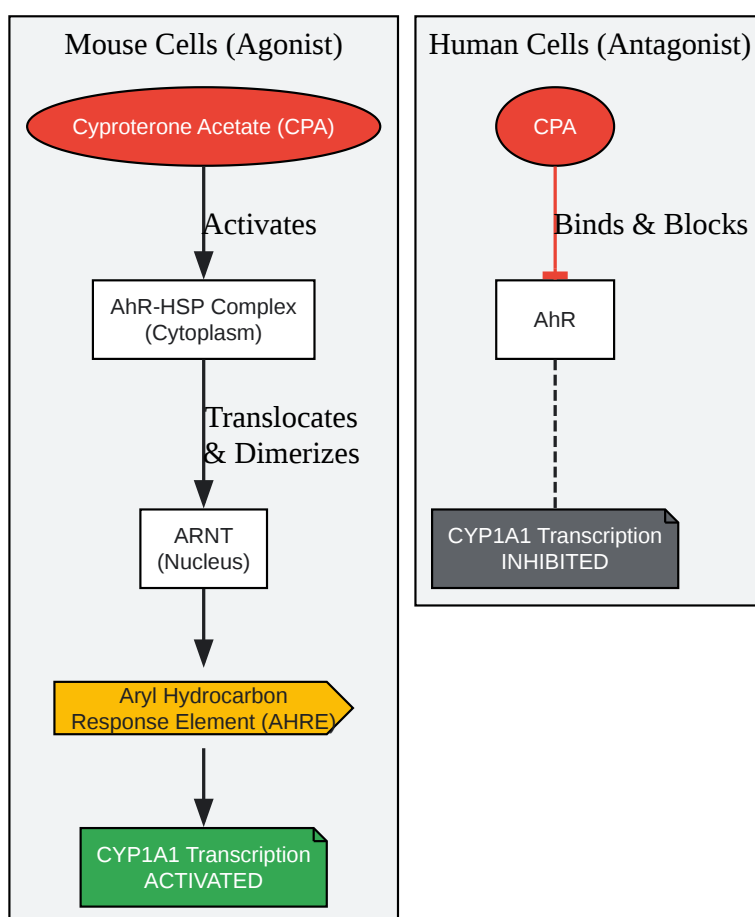 Mouse Cells (Agonist)
Cyproterone Acetate (CPA)
Activates
AhR-HSP Complex
(Cytoplasm)
Translocates
& Dimerizes
ARNT
(Nucleus)
Aryl Hydrocarbon
Response Element (AHRE)
CYP1A1 Transcription
ACTIVATED
Human Cells (Antagonist)
CPA
Binds & Blocks
AhR
CYP1A1 Transcription
INHIBITED